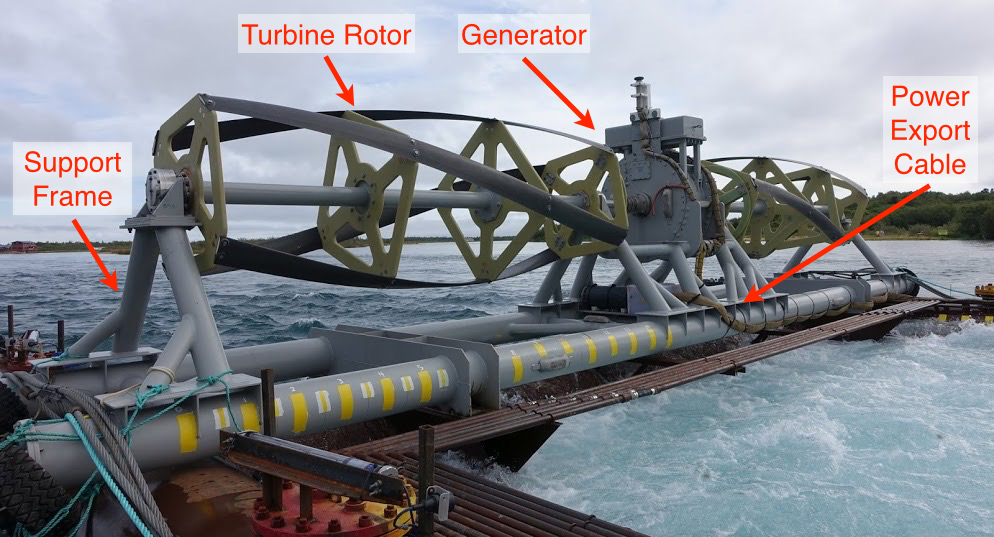 Turbine Rotor
Generator
Power
Export
Cable
Support
Frame